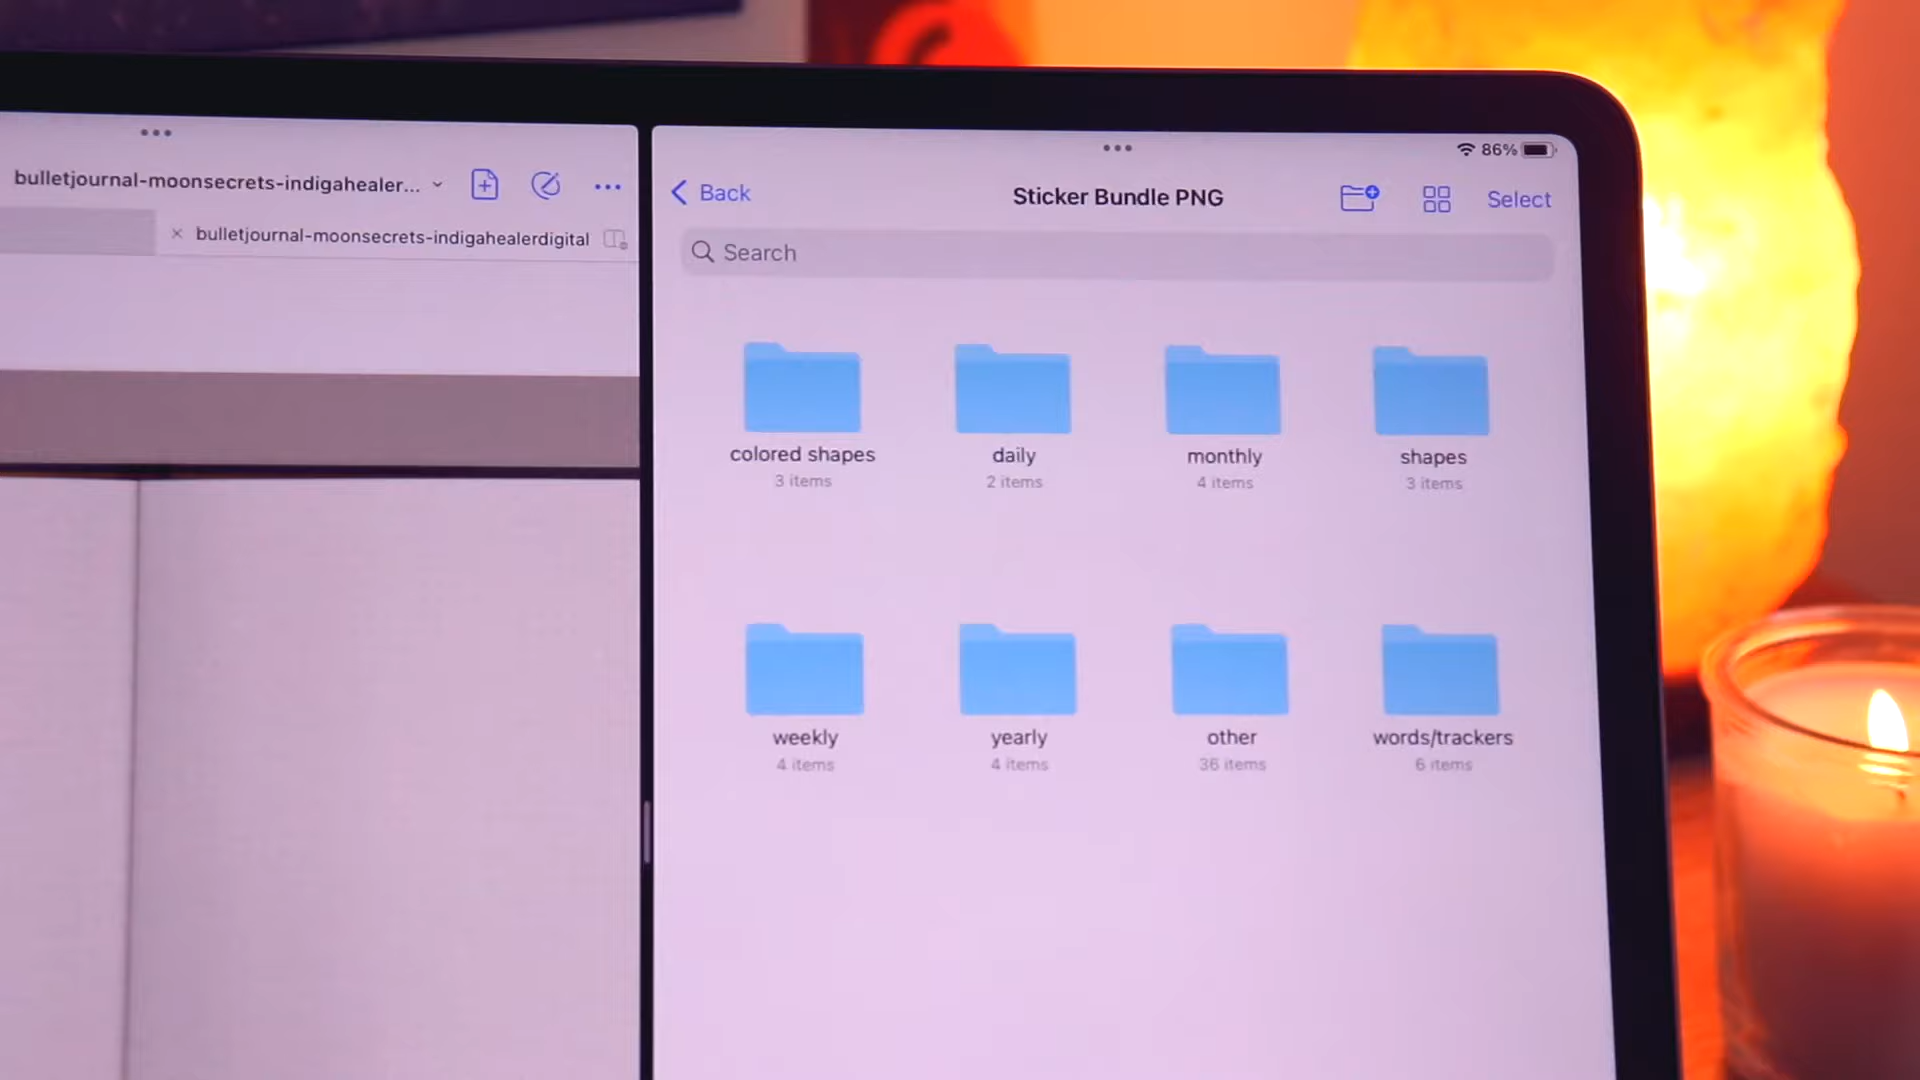 bulletjournal-moonsecrets-indigahealer...
bulletjournal-moonsecrets-indigahealerdigital
86%
Back
Sticker Bundle PNG
Select
Search
colored shapes
3 items
daily
2 items
monthly
4 items
shapes
3 items
weekly
4 items
yearly
4 items
other
36 items
words/trackers
6 items